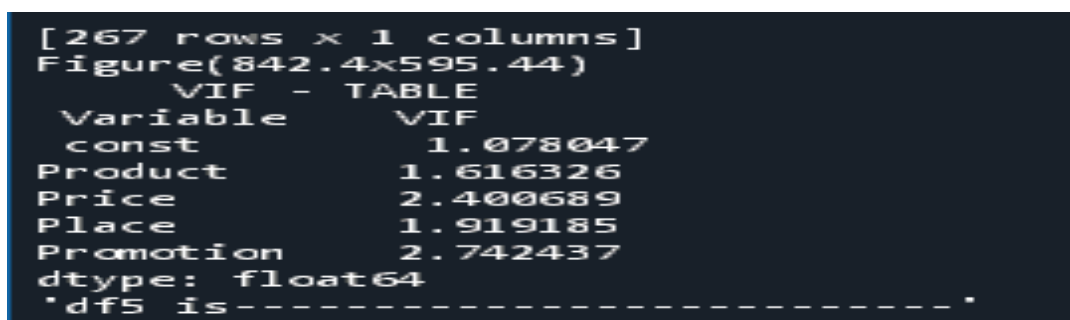 [267 rows x 1 columns]
Figure(842.4x595.44)
VIF - TABLE
Variable VIF
const 1.078047
Product 1.616326
Price 2.400689
Place 1.919185
Promotion 2.742437
dtype: float64
'df5 is----------------------------'